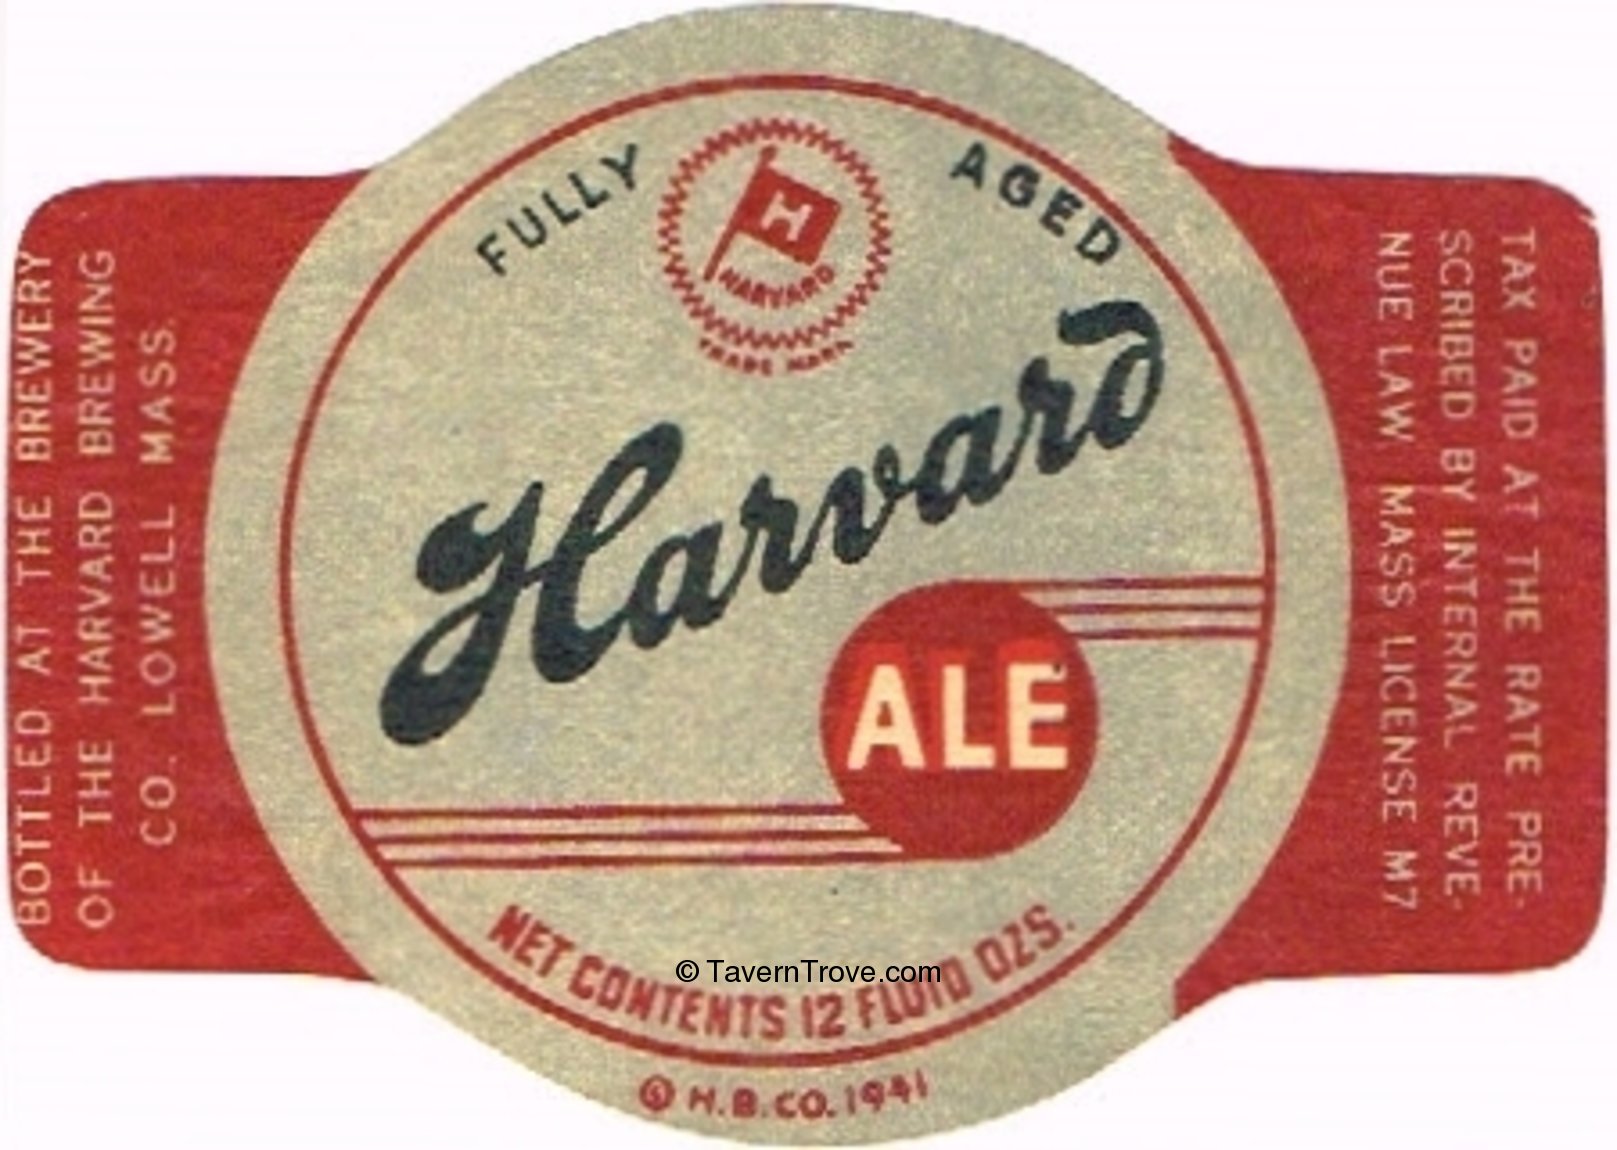 BOTTLED AT THE BREWERY
OF THE HARVARD BREWING
CO. LOWELL MASS.
FULLY AGED
H
HARVARD
TRADE MARK
Harvard
ALE
NET CONTENTS 12 FLUID OZS.
© TavernTrove.com
© H.B.CO.1941
TAX PAID AT THE RATE PRE-
SCRIBED BY INTERNAL REVE-
NUE LAW MASS LICENSE M7